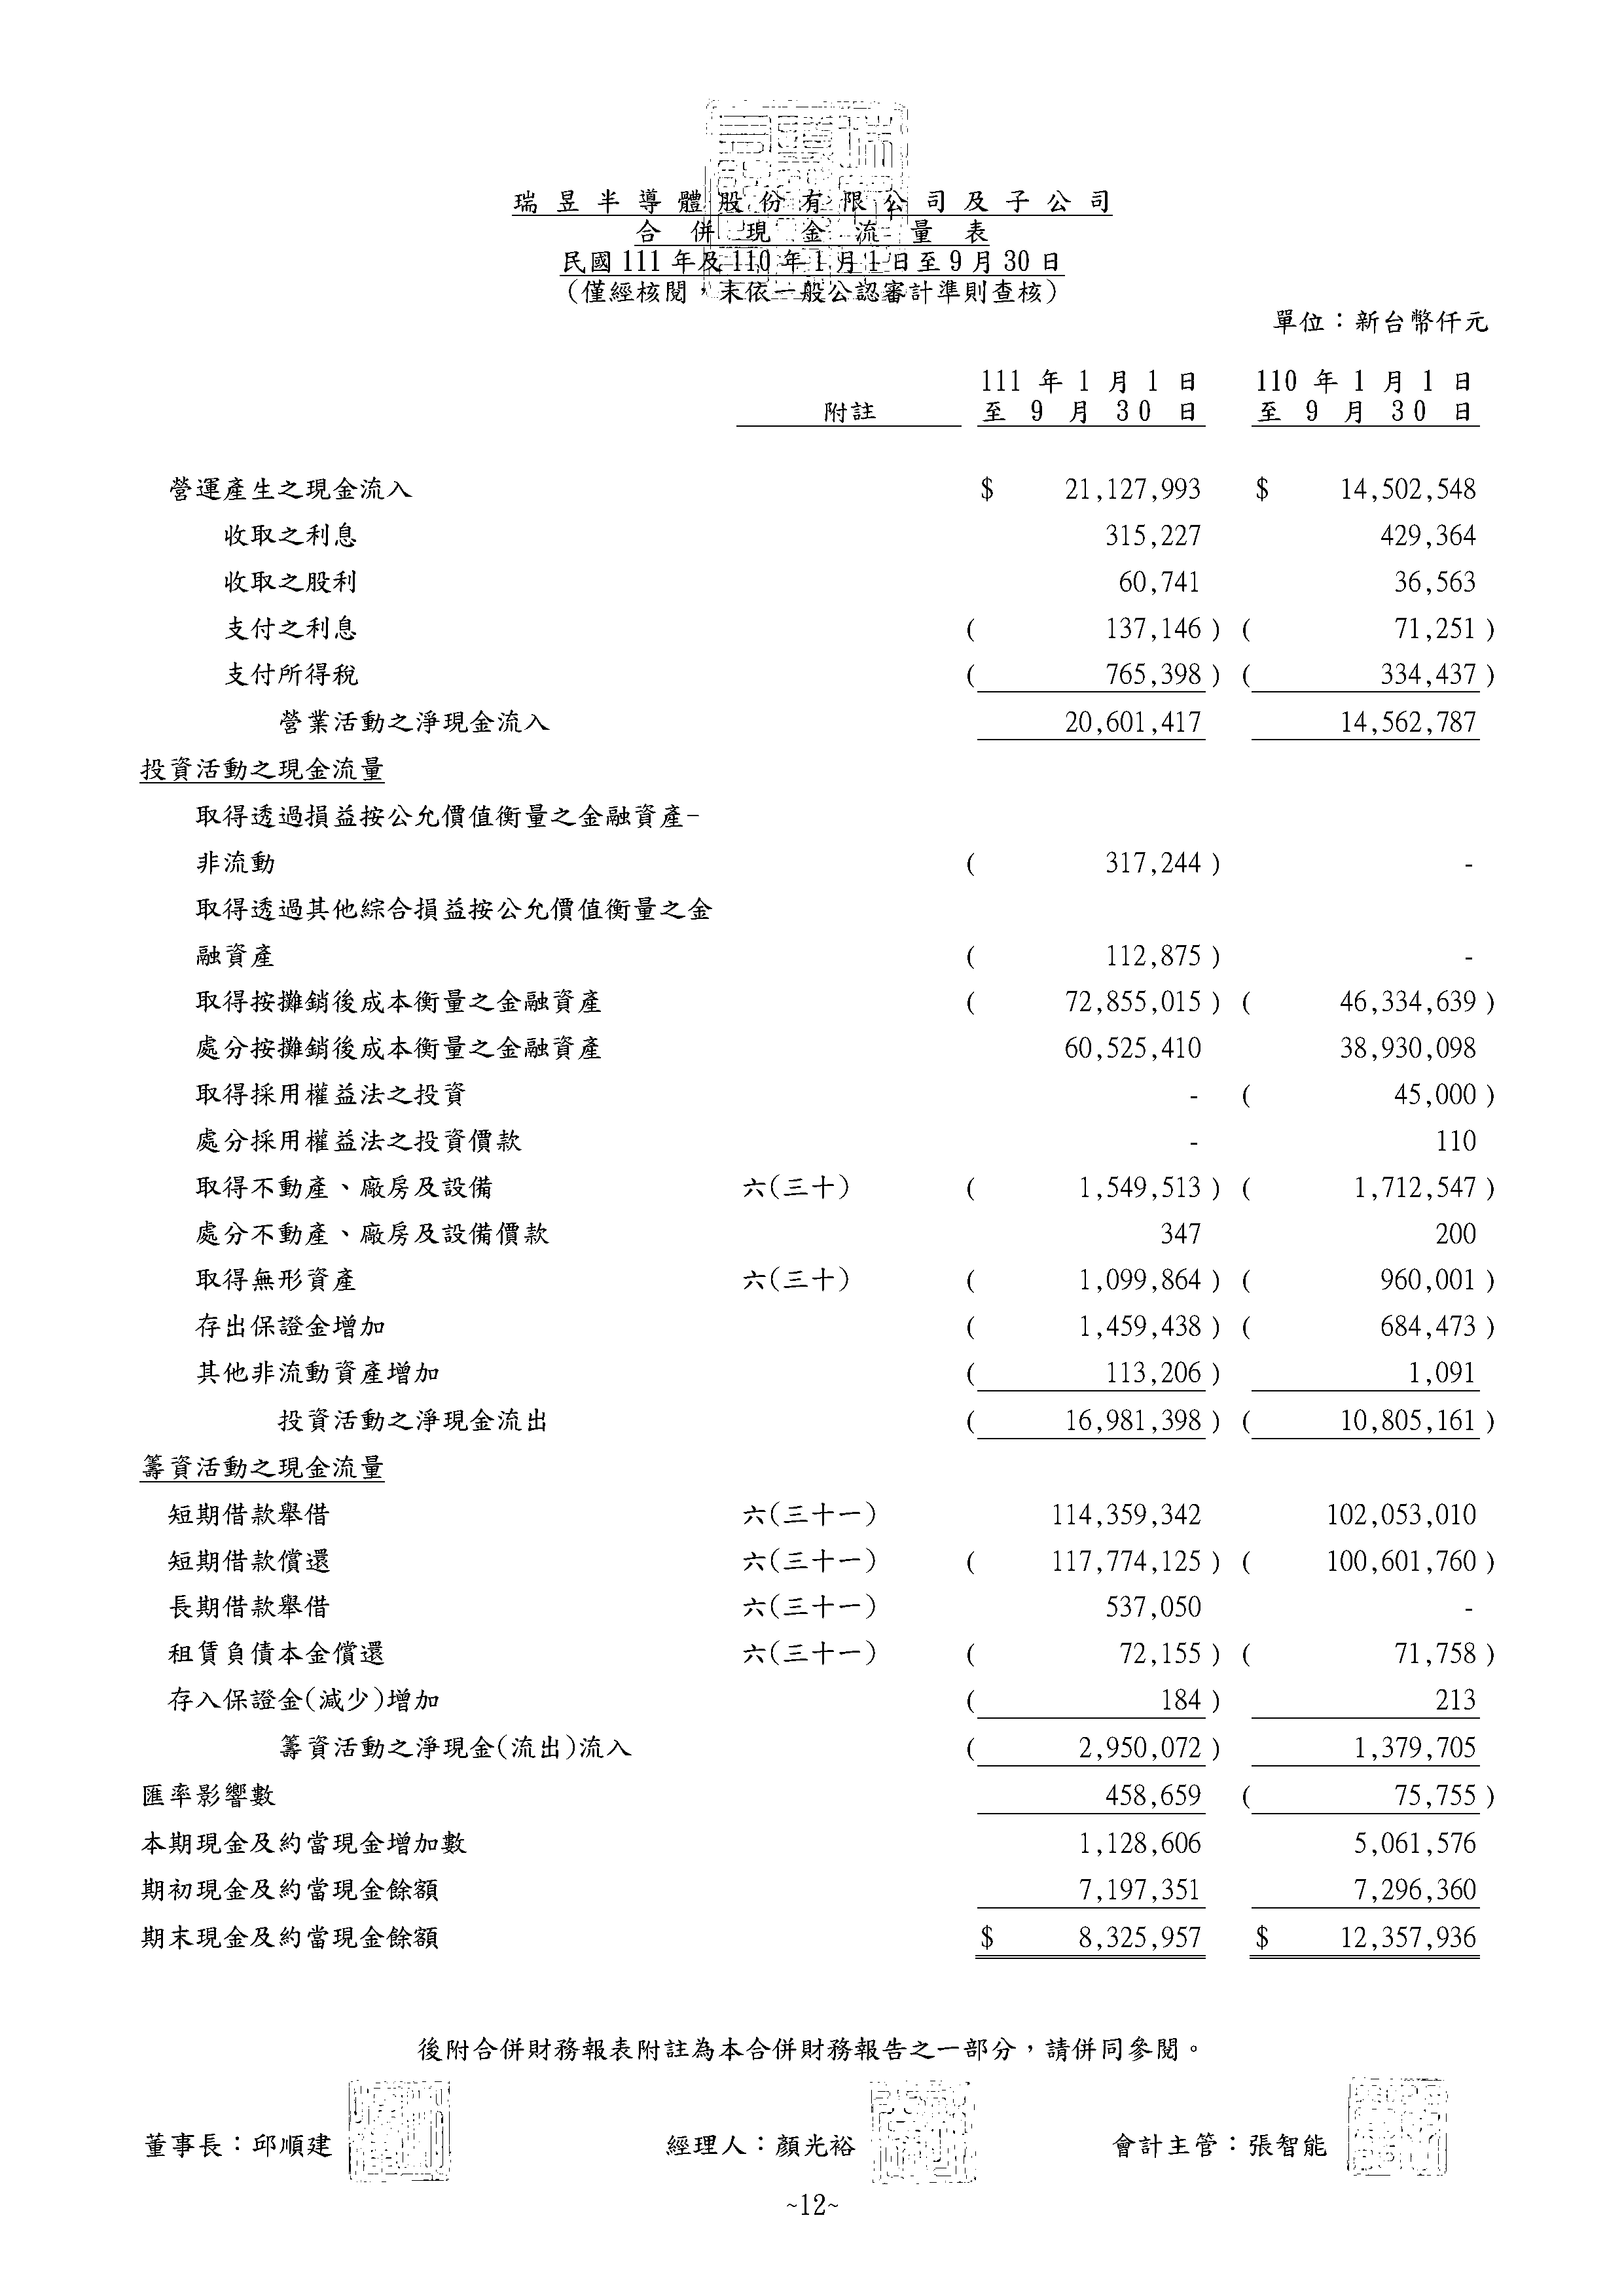 瑞昱半導體股份有限公司及子公司
合併現金流量表
民國111年及110年1月1日至9月30日
(僅經核閱，未依一般公認審計準則查核)
單位：新台幣仟元
111年1月1日 110年1月1日
附註 至9月30日 至9月30日
營運產生之現金流入 $ 21,127,993 $ 14,502,548
收取之利息 315,227 429,364
收取之股利 60,741 36,563
支付之利息 ( 137,146 ) ( 71,251 )
支付所得稅 ( 765,398 ) ( 334,437 )
營業活動之淨現金流入 20,601,417 14,562,787
投資活動之現金流量
取得透過損益按公允價值衡量之金融資產-
非流動 ( 317,244 ) -
取得透過其他綜合損益按公允價值衡量之金
融資產 ( 112,875 ) -
取得按攤銷後成本衡量之金融資產 ( 72,855,015 ) ( 46,334,639 )
處分按攤銷後成本衡量之金融資產 60,525,410 38,930,098
取得採用權益法之投資 - ( 45,000 )
處分採用權益法之投資價款 - 110
取得不動產、廠房及設備 六(三十) ( 1,549,513 ) ( 1,712,547 )
處分不動產、廠房及設備價款 347 200
取得無形資產 六(三十) ( 1,099,864 ) ( 960,001 )
存出保證金增加 ( 1,459,438 ) ( 684,473 )
其他非流動資產增加 ( 113,206 ) 1,091
投資活動之淨現金流出 ( 16,981,398 ) ( 10,805,161 )
籌資活動之現金流量
短期借款舉借 六(三十一) 114,359,342 102,053,010
短期借款償還 六(三十一) ( 117,774,125 ) ( 100,601,760 )
長期借款舉借 六(三十一) 537,050 -
租賃負債本金償還 六(三十一) ( 72,155 ) ( 71,758 )
存入保證金(減少)增加 ( 184 ) 213
籌資活動之淨現金(流出)流入 ( 2,950,072 ) 1,379,705
匯率影響數 458,659 ( 75,755 )
本期現金及約當現金增加數 1,128,606 5,061,576
期初現金及約當現金餘額 7,197,351 7,296,360
期末現金及約當現金餘額 $ 8,325,957 $ 12,357,936
後附合併財務報表附註為本合併財務報告之一部分，請併同參閱。
董事長：邱順建 經理人：顏光裕 會計主管：張智能
~12~